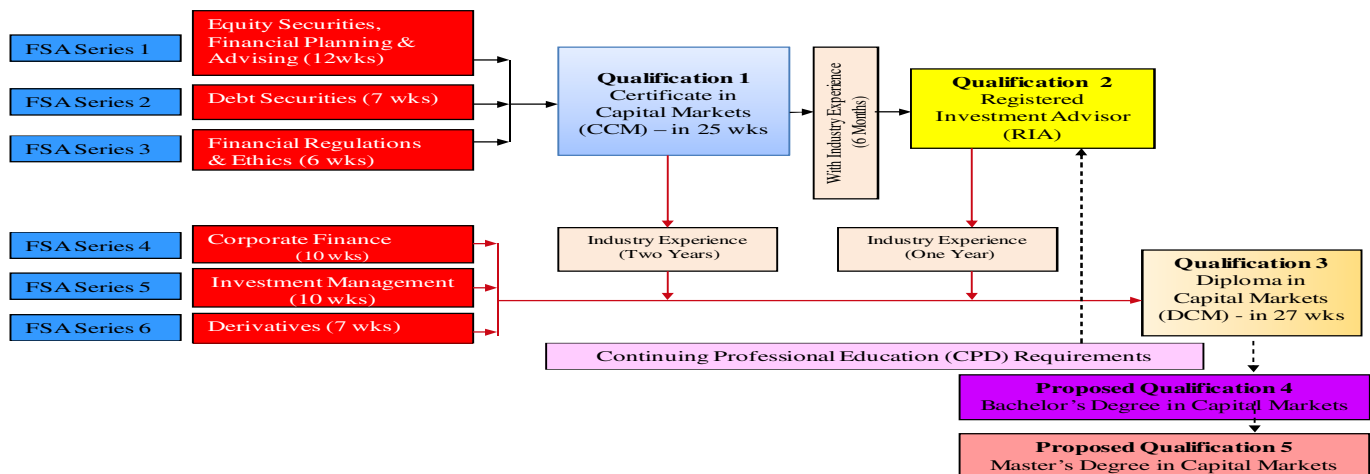 FSA Series 1
Equity Securities,
Financial Planning &
Advising (12wks)
FSA Series 2
Debt Securities (7 wks)
FSA Series 3
Financial Regulations
& Ethics (6 wks)
Qualification 1
Certificate in
Capital Markets
(CCM) – in 25 wks
With Industry Experience
(6 Months)
Qualification 2
Registered
Investment Advisor
(RIA)
FSA Series 4
Corporate Finance
(10 wks)
FSA Series 5
Investment Management
(10 wks)
FSA Series 6
Derivatives (7 wks)
Industry Experience
(Two Years)
Industry Experience
(One Year)
Qualification 3
Diploma in
Capital Markets
(DCM) - in 27 wks
Continuing Professional Education (CPD) Requirements
Proposed Qualification 4
Bachelor's Degree in Capital Markets
Proposed Qualification 5
Master's Degree in Capital Markets